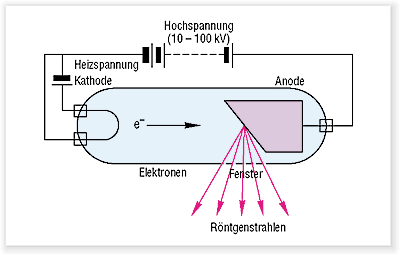 Hochspannung
(10 – 100 kV)
Heizspannung
Kathode
Anode
e⁻
Elektronen
Fenster
Röntgenstrahlen